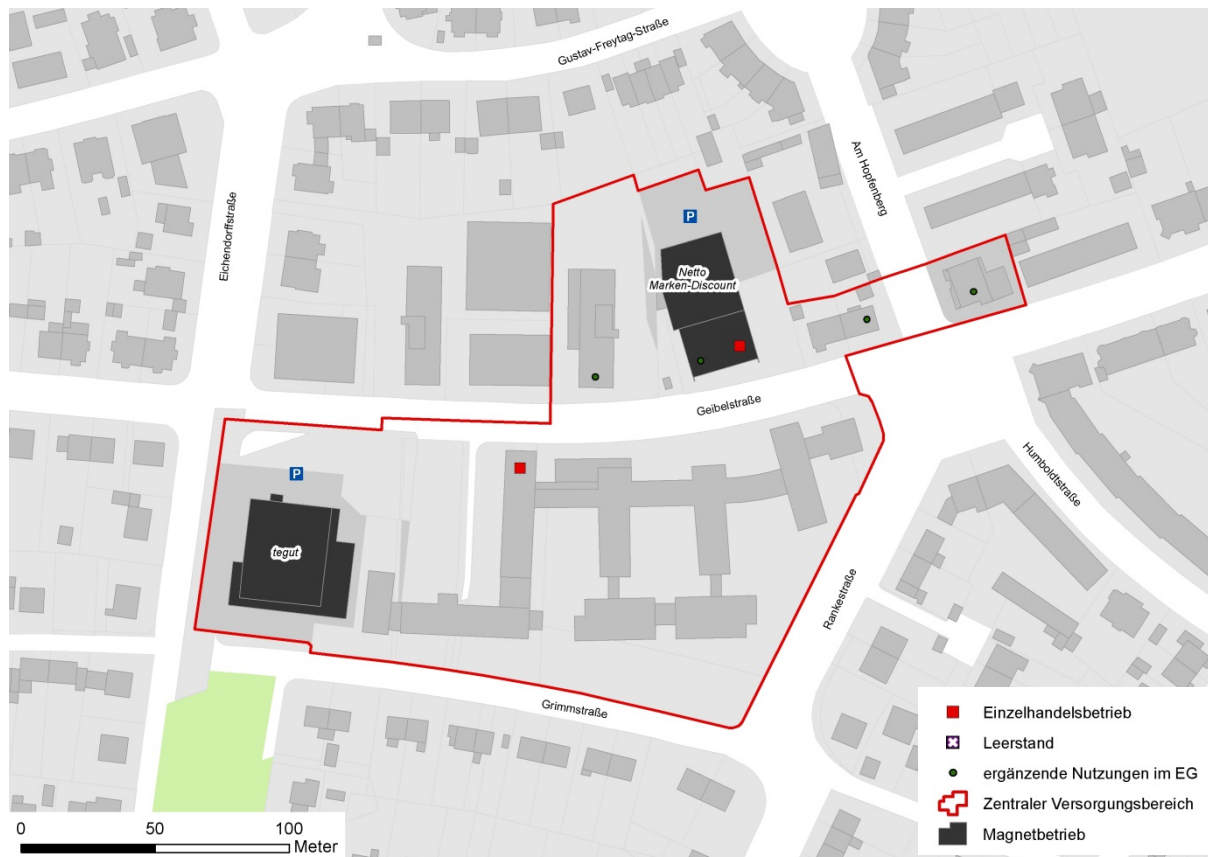 Gustav-Freytag-Straße
Am Hopfenberg
Eichendorffstraße
P
Netto
Marken-Discount
Geibelstraße
Humboldtstraße
P
tegut
Rankestraße
Grimmstraße
Einzelhandelsbetrieb
Leerstand
ergänzende Nutzungen im EG
Zentraler Versorgungsbereich
Magnetbetrieb
0 50 100
Meter